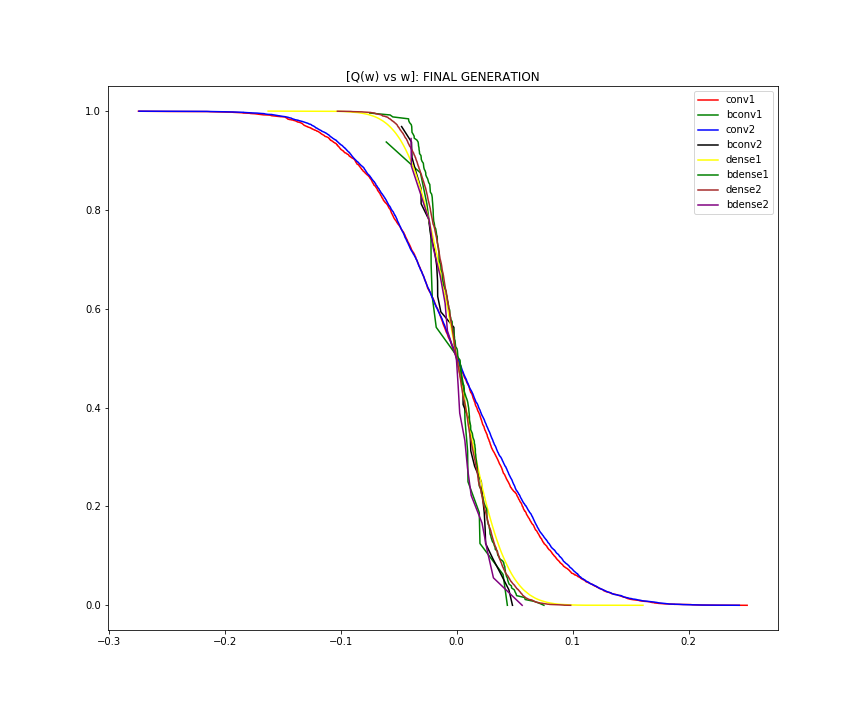 [Q(w) vs w]: FINAL GENERATION
1.0
0.8
0.6
0.4
0.2
0.0
−0.3 −0.2 −0.1 0.0 0.1 0.2
conv1
bconv1
conv2
bconv2
dense1
bdense1
dense2
bdense2